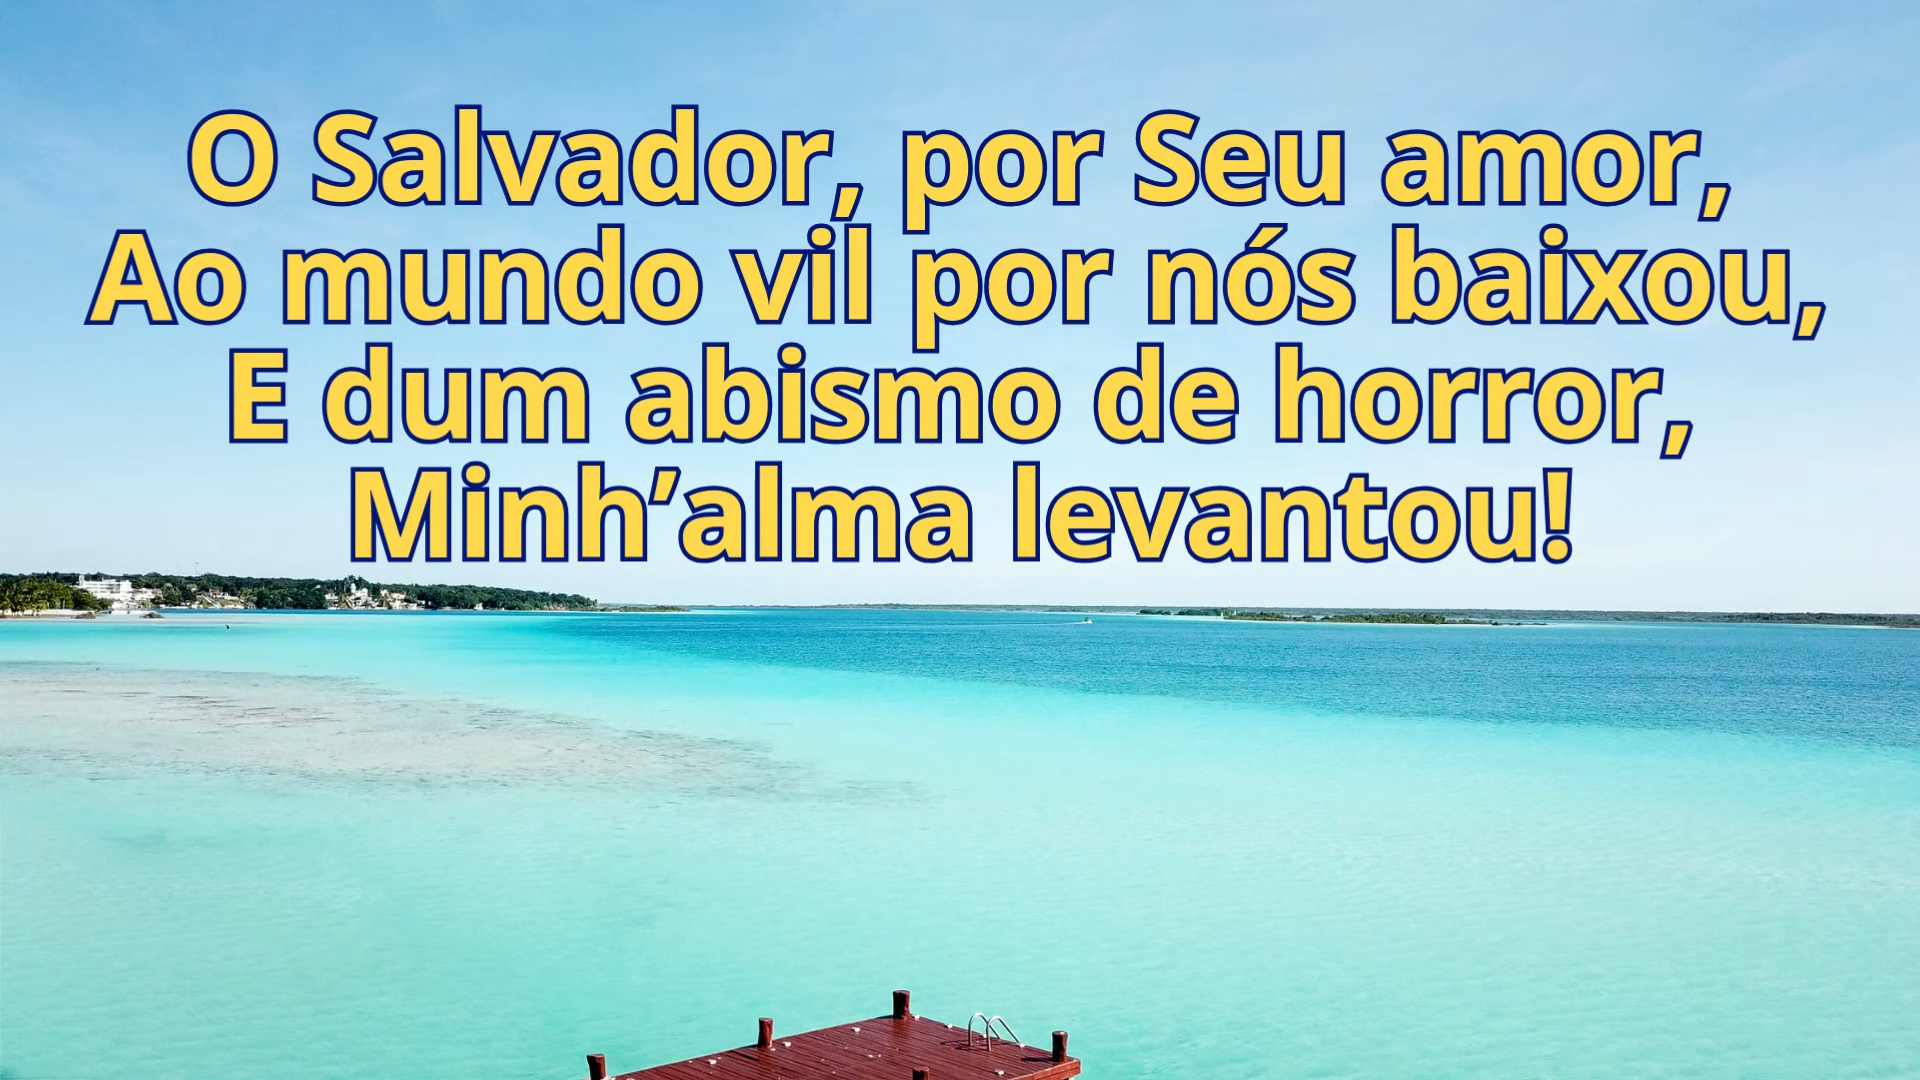 O Salvador, por Seu amor,
Ao mundo vil por nós baixou,
E dum abismo de horror,
Minh’alma levantou!